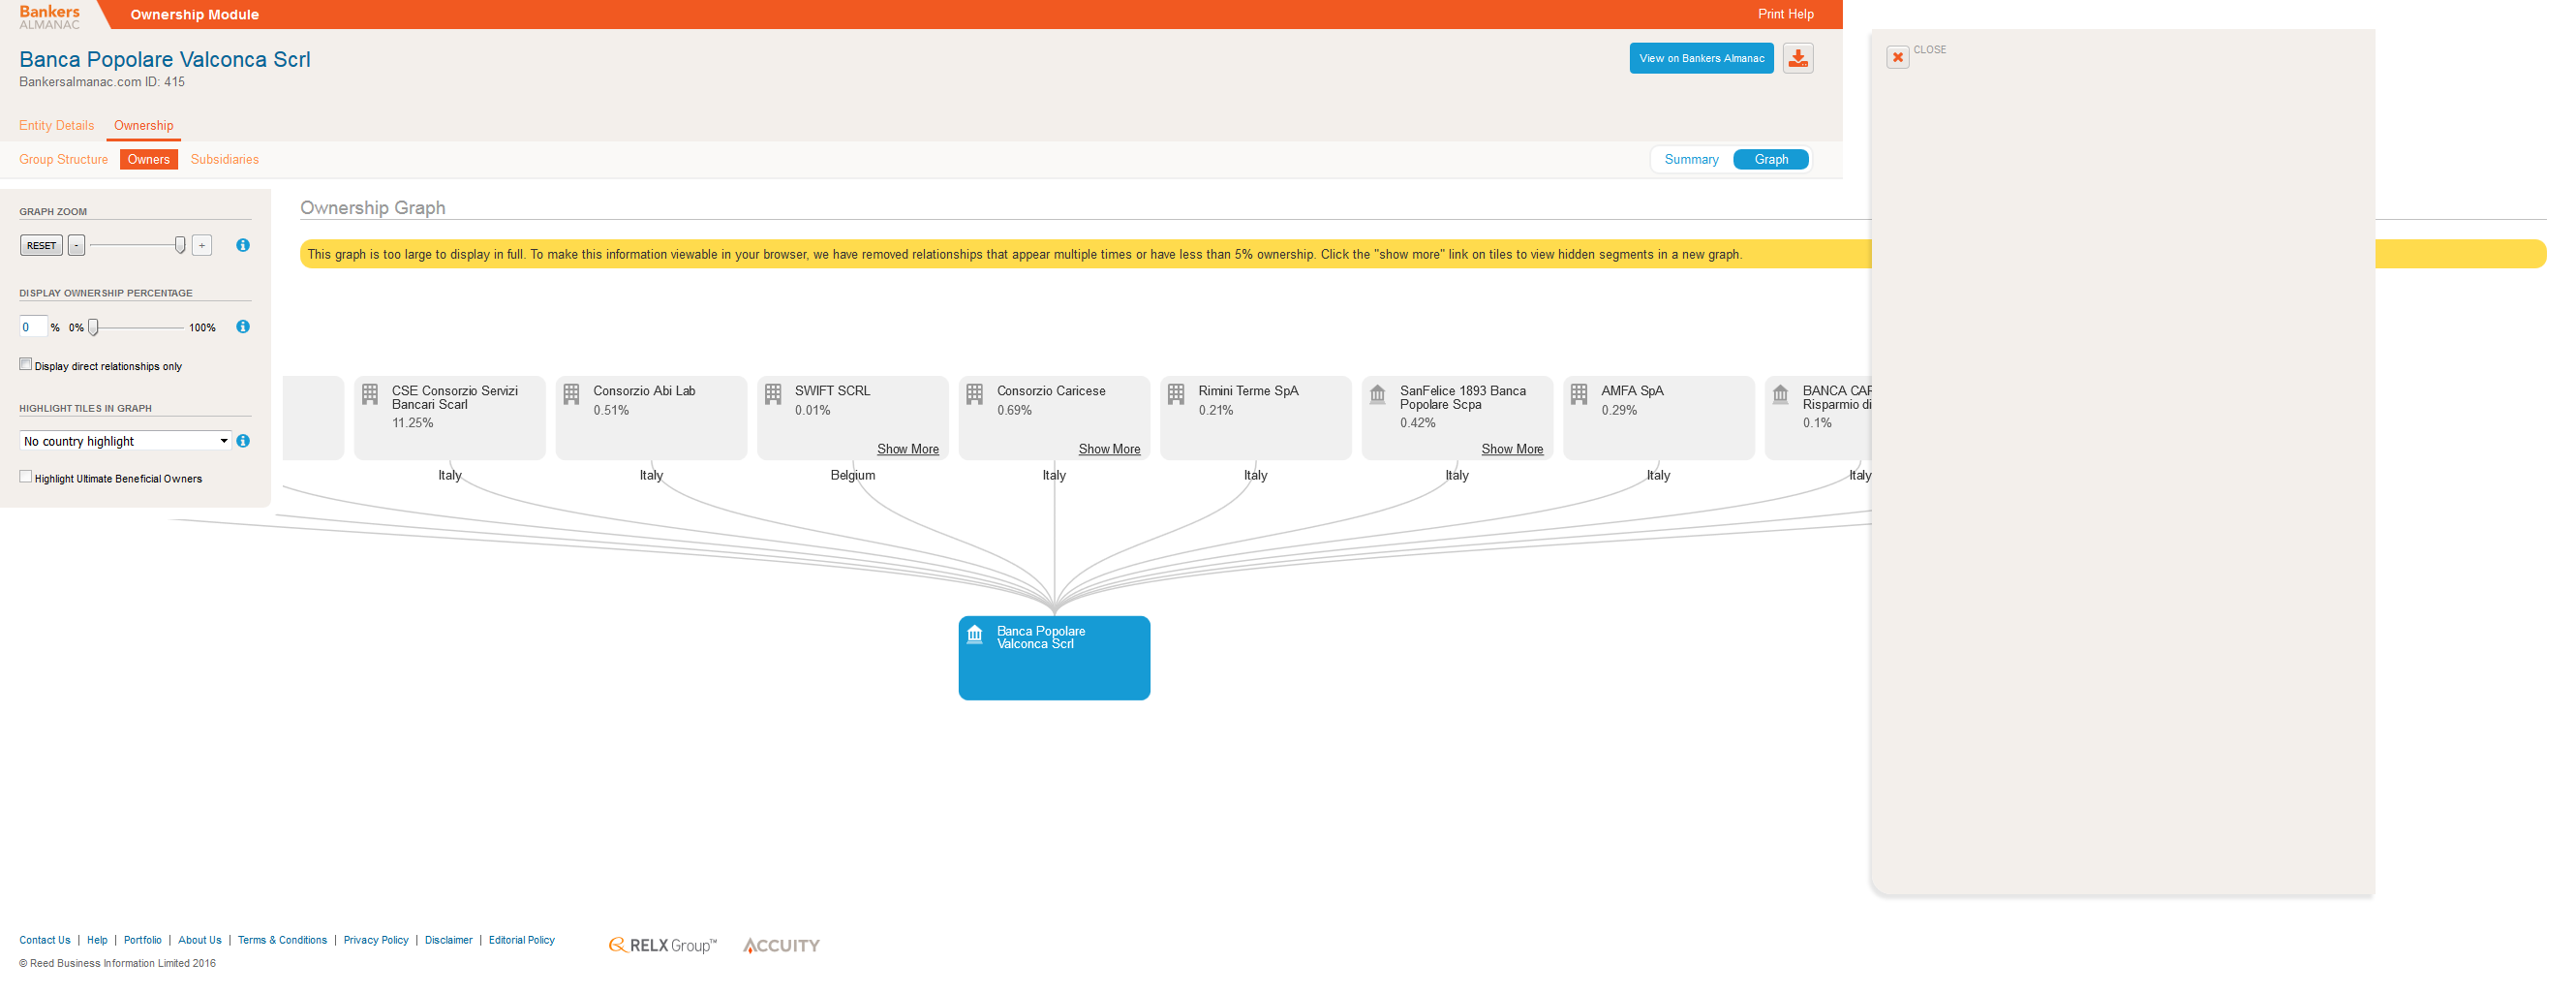 Bankers
ALMANAC
Ownership Module
Print Help
Banca Popolare Valconca Scrl
Bankersalmanac.com ID: 415
View on Bankers Almanac
CLOSE
Entity Details
Ownership
Group Structure
Owners
Subsidiaries
Summary
Graph
GRAPH ZOOM
RESET
-
+
DISPLAY OWNERSHIP PERCENTAGE
0
% 0%
100%
Display direct relationships only
HIGHLIGHT TILES IN GRAPH
No country highlight
Highlight Ultimate Beneficial Owners
Ownership Graph
This graph is too large to display in full. To make this information viewable in your browser, we have removed relationships that appear multiple times or have less than 5% ownership. Click the "show more" link on tiles to view hidden segments in a new graph.
CSE Consorzio Servizi
Bancari Scarl
11.25%
Italy
Consorzio Abi Lab
0.51%
Italy
SWIFT SCRL
0.01%
Show More
Belgium
Consorzio Caricese
0.69%
Show More
Italy
Rimini Terme SpA
0.21%
Italy
SanFelice 1893 Banca
Popolare Scpa
0.42%
Show More
Italy
AMFA SpA
0.29%
Italy
BANCA CAR
Risparmio di
0.1%
Italy
Banca Popolare
Valconca Scrl
Contact Us | Help | Portfolio | About Us | Terms & Conditions | Privacy Policy | Disclaimer | Editorial Policy
© Reed Business Information Limited 2016
RELX Group™
ACCUITY